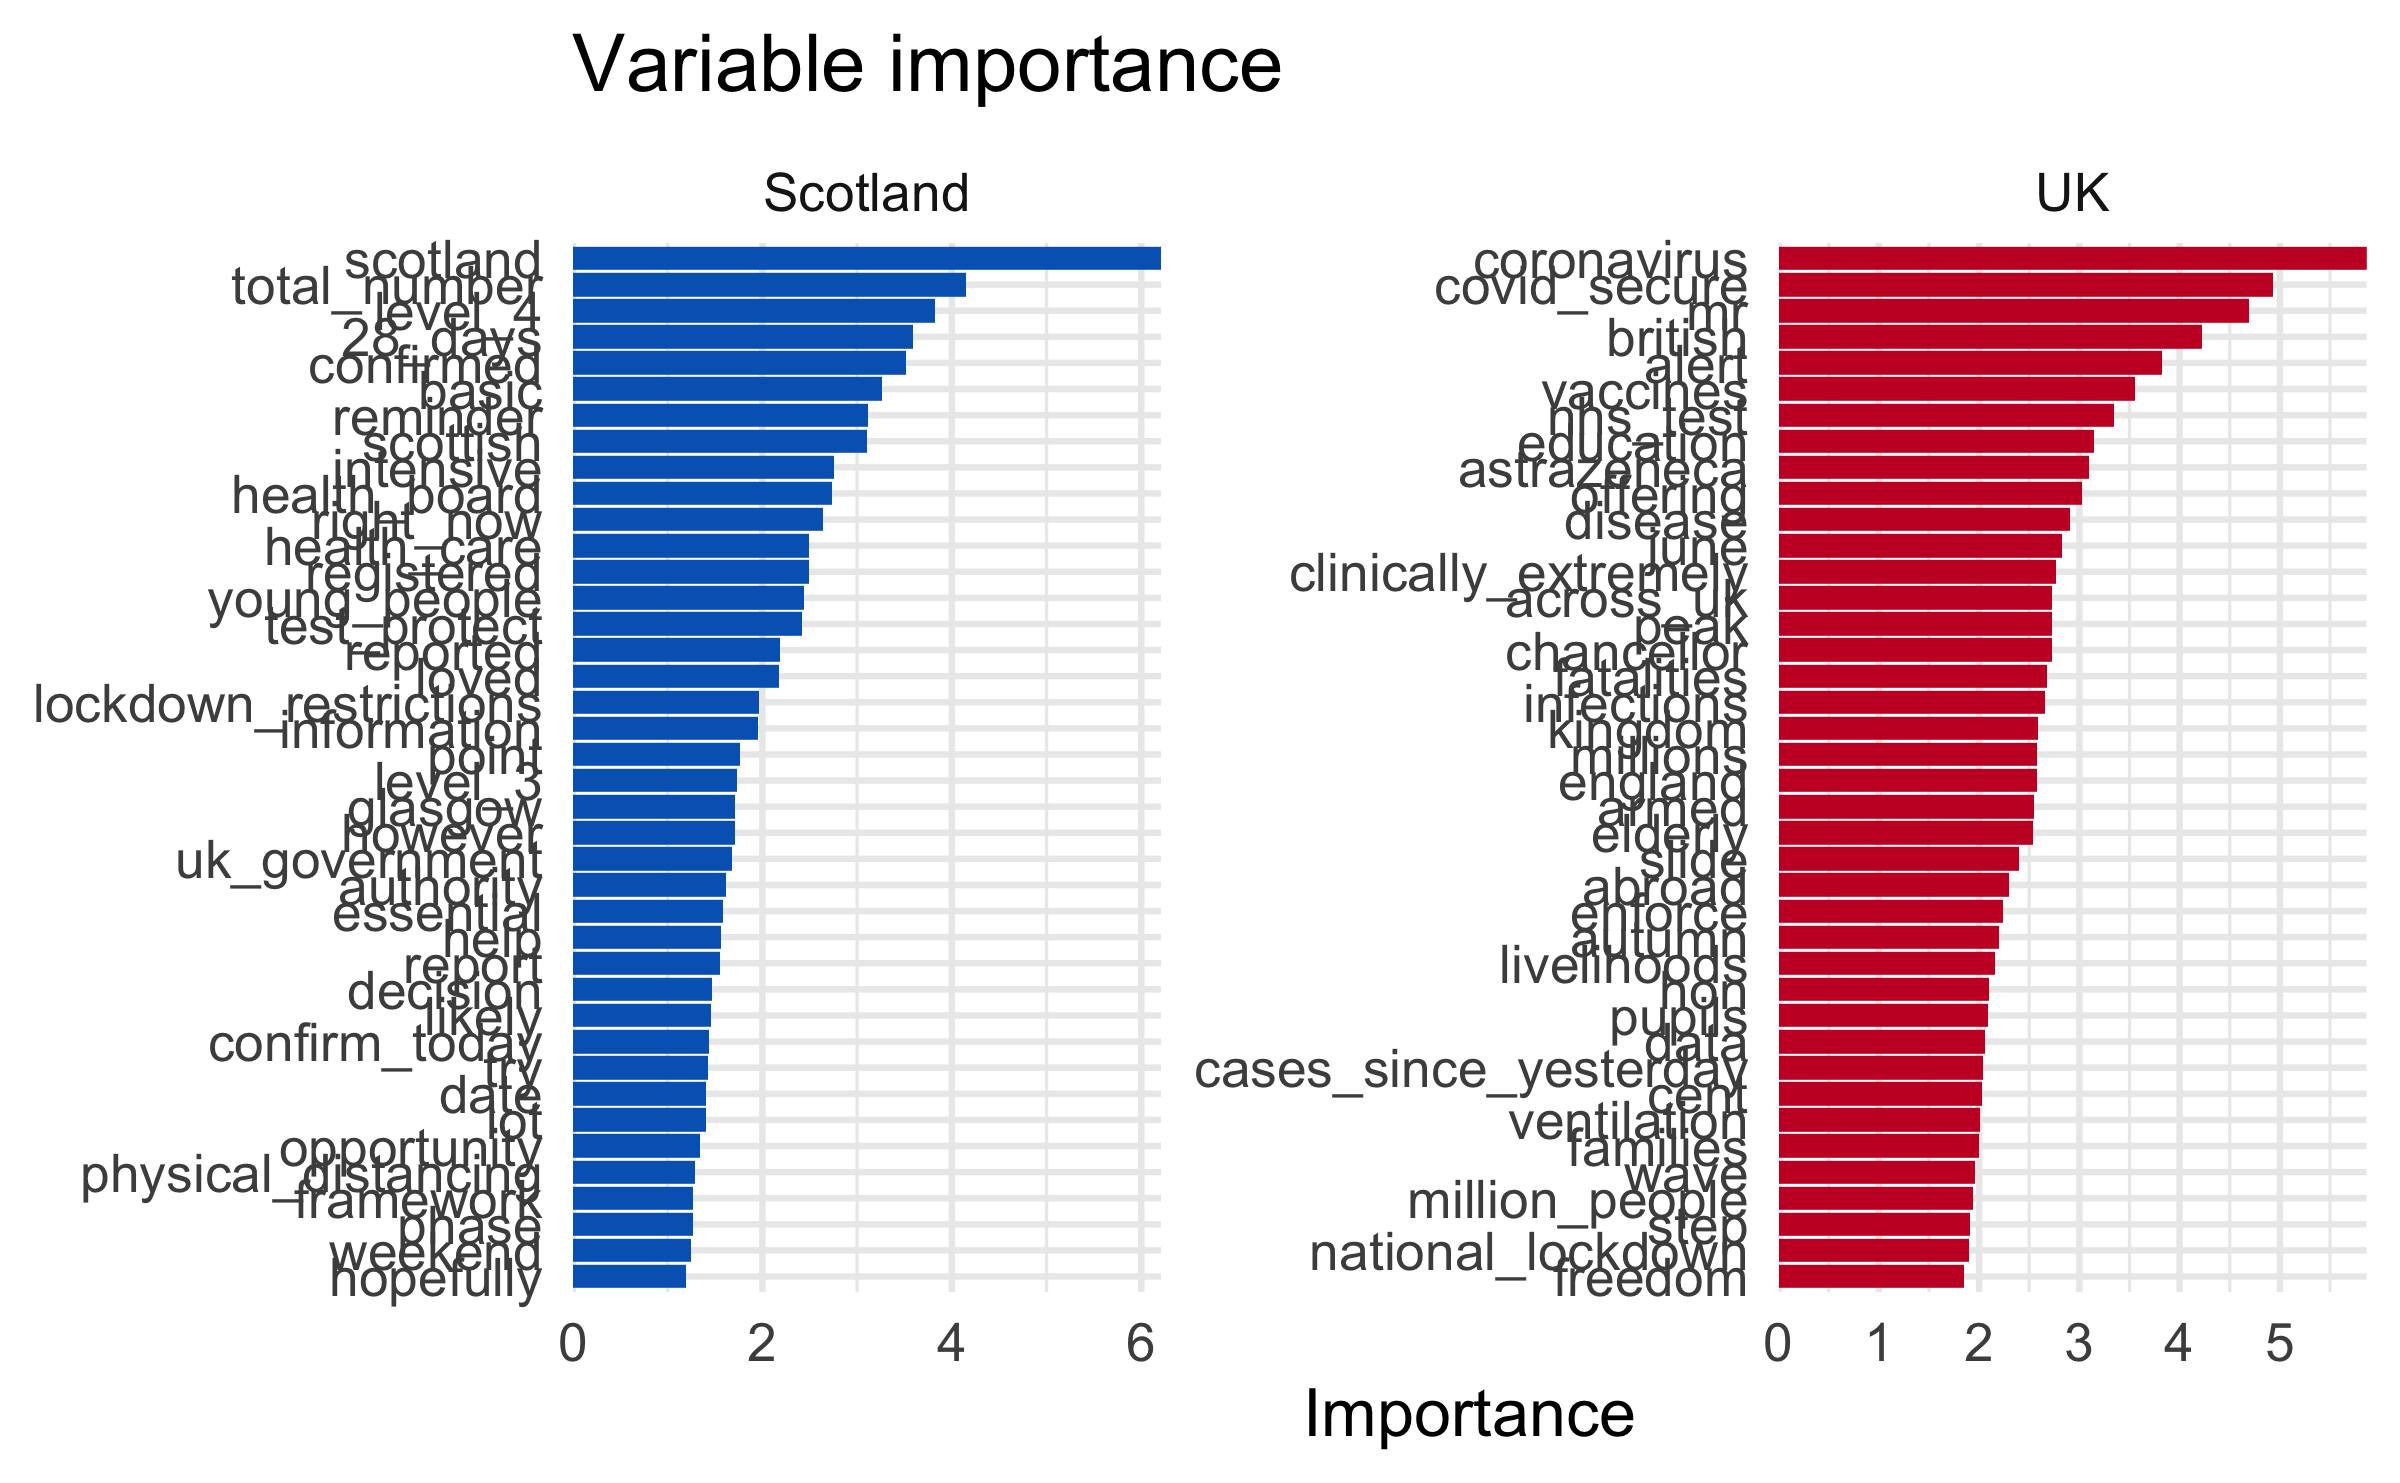 Variable importance
Scotland
scotland
total_number
level_4
28_days
confirmed
basic
reminder
scottish
intensive
health_board
right_now
health_care
registered
young_people
test_protect
reported
loved
lockdown_restrictions
information
point
level_3
glasgow
however
uk_government
authority
essential
help
report
decision
likely
confirm_today
try
date
lot
opportunity
physical_distancing
framework
phase
weekend
hopefully
0 2 4 6
UK
coronavirus
covid_secure
mr
british
alert
vaccines
nhs_test
education
astrazeneca
offering
disease
june
clinically_extremely
across_uk
peak
chancellor
fatalities
infections
kingdom
millions
england
armed
elderly
slide
abroad
enforce
autumn
livelihoods
hon
pupils
data
cases_since_yesterday
cent
ventilation
families
wave
million_people
step
national_lockdown
freedom
0 1 2 3 4 5
Importance